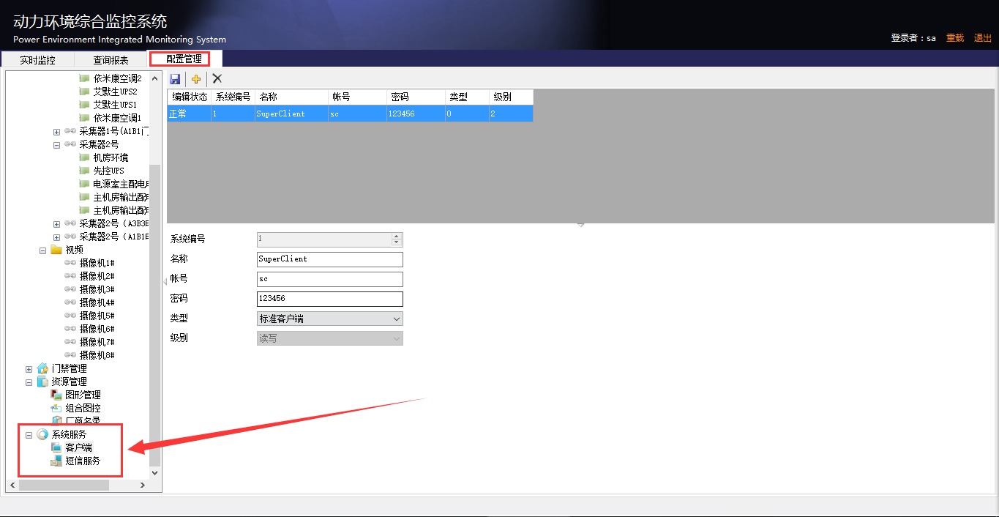 动力环境综合监控系统
Power Environment Integrated Monitoring System
登录者：sa 重载 退出
实时监控 查询报表 配置管理
依米康空调2
艾默生UPS2
艾默生UPS1
依米康空调1
采集器1号(A1B1门
采集器2号
机房环境
先控UPS
电源室主配电
主机房输出配
主机房输出配
采集器2号（A3B3
采集器2号（A1B1
视频
摄像机1#
摄像机2#
摄像机3#
摄像机4#
摄像机5#
摄像机6#
摄像机7#
摄像机8#
门禁管理
资源管理
图形管理
组合图控
厂商名录
系统服务
客户端
短信服务
编辑状态 系统编号 名称 帐号 密码 类型 级别
正常 1 SuperClient sc 123456 0 2
系统编号 1
名称 SuperClient
帐号 sc
密码 123456
类型 标准客户端
级别 读写